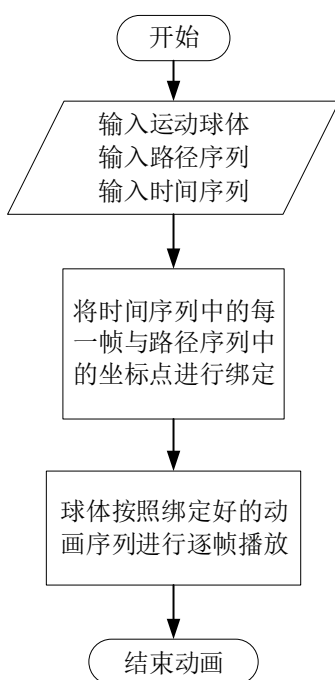 开始
输入运动球体
输入路径序列
输入时间序列
将时间序列中的每
一帧与路径序列中
的坐标点进行绑定
球体按照绑定好的动
画序列进行逐帧播放
结束动画